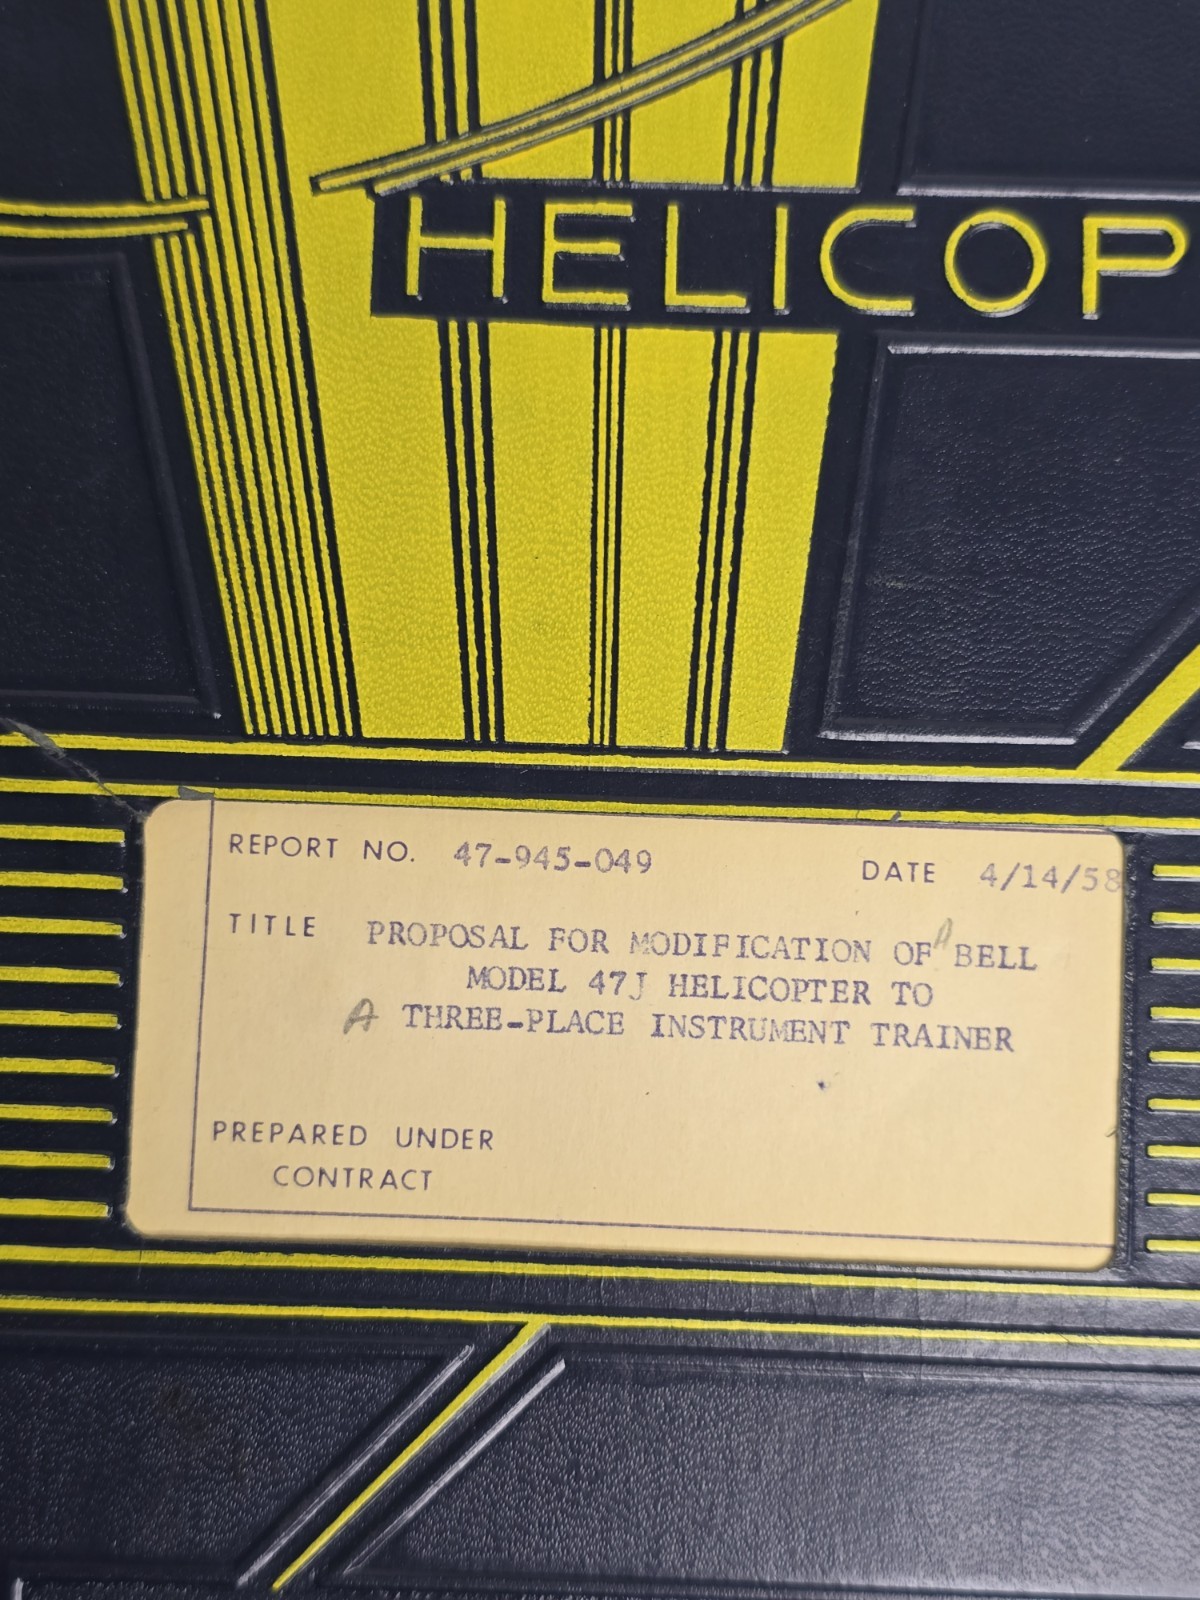 HELICOP
REPORT NO. 47-945-049 DATE 4/14/58
TITLE PROPOSAL FOR MODIFICATION OF A BELL
MODEL 47J HELICOPTER TO
A THREE-PLACE INSTRUMENT TRAINER
PREPARED UNDER
CONTRACT